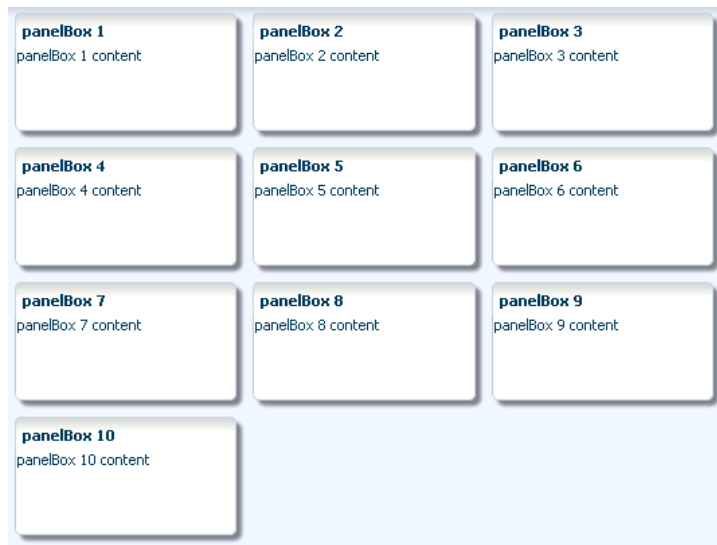 panelBox 1
panelBox 1 content
panelBox 2
panelBox 2 content
panelBox 3
panelBox 3 content
panelBox 4
panelBox 4 content
panelBox 5
panelBox 5 content
panelBox 6
panelBox 6 content
panelBox 7
panelBox 7 content
panelBox 8
panelBox 8 content
panelBox 9
panelBox 9 content
panelBox 10
panelBox 10 content